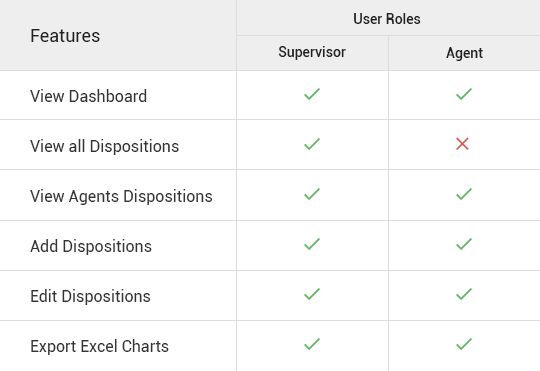 Features
User Roles
Supervisor
Agent
View Dashboard
View all Dispositions
View Agents Dispositions
Add Dispositions
Edit Dispositions
Export Excel Charts